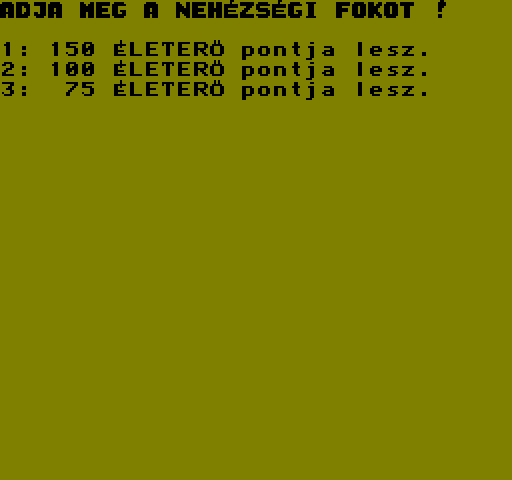 ADJA MEG A NEHÉZSÉGI FOKOT !
1: 150 ÉLETERŐ pontja lesz.
2: 100 ÉLETERŐ pontja lesz.
3: 75 ÉLETERŐ pontja lesz.